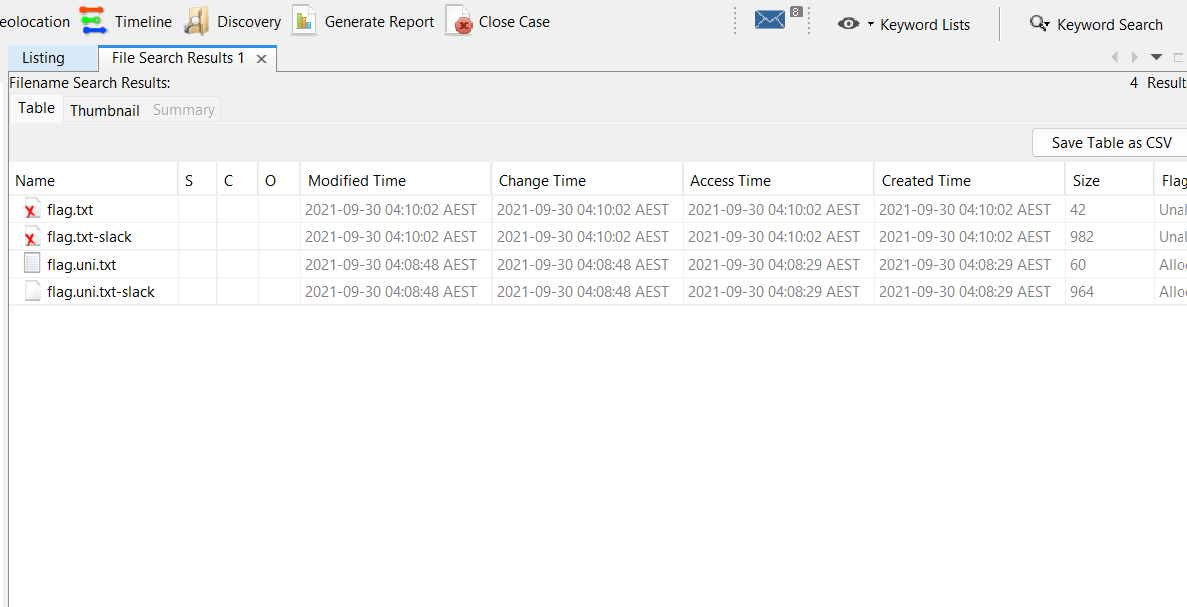 eolocation Timeline Discovery Generate Report Close Case 8 Keyword Lists Keyword Search
Listing File Search Results 1
Filename Search Results: 4 Results
Table Thumbnail Summary
Save Table as CSV
Name S C O Modified Time Change Time Access Time Created Time Size Flag
flag.txt 2021-09-30 04:10:02 AEST 2021-09-30 04:10:02 AEST 2021-09-30 04:10:02 AEST 2021-09-30 04:10:02 AEST 42 Unal
flag.txt-slack 2021-09-30 04:10:02 AEST 2021-09-30 04:10:02 AEST 2021-09-30 04:10:02 AEST 2021-09-30 04:10:02 AEST 982 Unal
flag.uni.txt 2021-09-30 04:08:48 AEST 2021-09-30 04:08:48 AEST 2021-09-30 04:08:29 AEST 2021-09-30 04:08:29 AEST 60 Allo
flag.uni.txt-slack 2021-09-30 04:08:48 AEST 2021-09-30 04:08:48 AEST 2021-09-30 04:08:29 AEST 2021-09-30 04:08:29 AEST 964 Allo